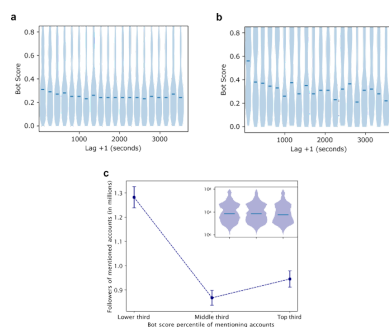 a
b
0.8
0.6
0.4
0.2
0.0
Bot Score
1000
2000
3000
Lag +1 (seconds)
0.8
0.6
0.4
0.2
0.0
Bot Score
1000
2000
3000
Lag +1 (seconds)
c
1.3
1.2
1.1
1.0
0.9
Followers of mentioned accounts (in millions)
Lower third
Middle third
Top third
Bot score percentile of mentioning accounts